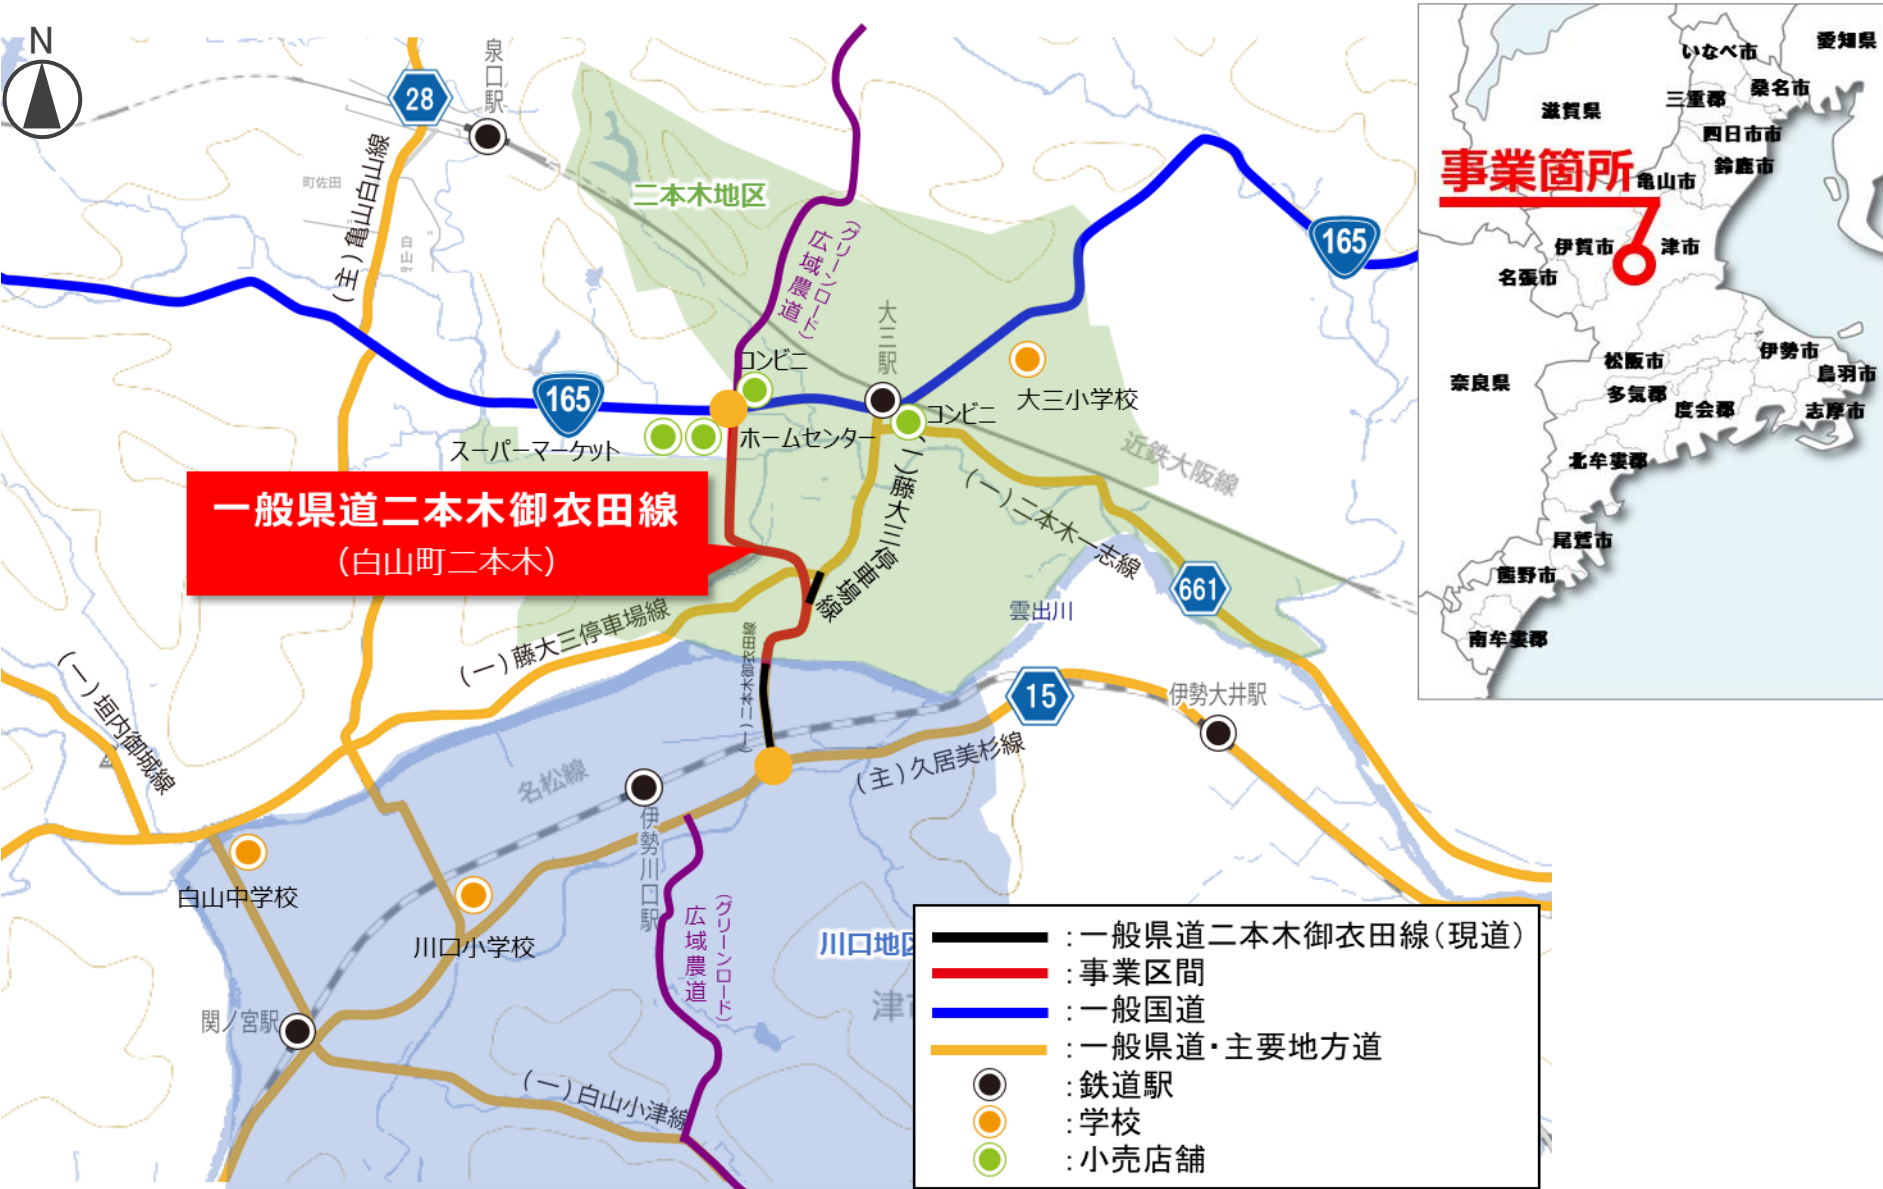 N
泉口駅
28
(主)亀山白山線
町佐田
白山町
二本木地区
(グリーンロード)
広域農道
165
大三駅
コンビニ
165
大三小学校
コンビニ
ホームセンター
スーパーマーケット
近鉄大阪線
(一)二本木一志線
(一)藤大三停車場線
一般県道二本木御衣田線
(白山町二本木)
661
雲出川
(一)藤大三停車場線
(一)二本木御衣田線
(一)垣内御城線
15
伊勢大井駅
(主)久居美杉線
名松線
伊勢川口駅
白山中学校
川口小学校
(グリーンロード)
広域農道
川口地区
津市
関ノ宮駅
(一)白山小津線
:一般県道二本木御衣田線(現道)
:事業区間
:一般国道
:一般県道・主要地方道
:鉄道駅
:学校
:小売店舗
愛知県
いなべ市
桑名市
三重郡
滋賀県
四日市市
鈴鹿市
事業箇所
亀山市
伊賀市
津市
名張市
伊勢市
松阪市
鳥羽市
奈良県
多気郡
度会郡
志摩市
北牟婁郡
尾鷲市
熊野市
南牟婁郡